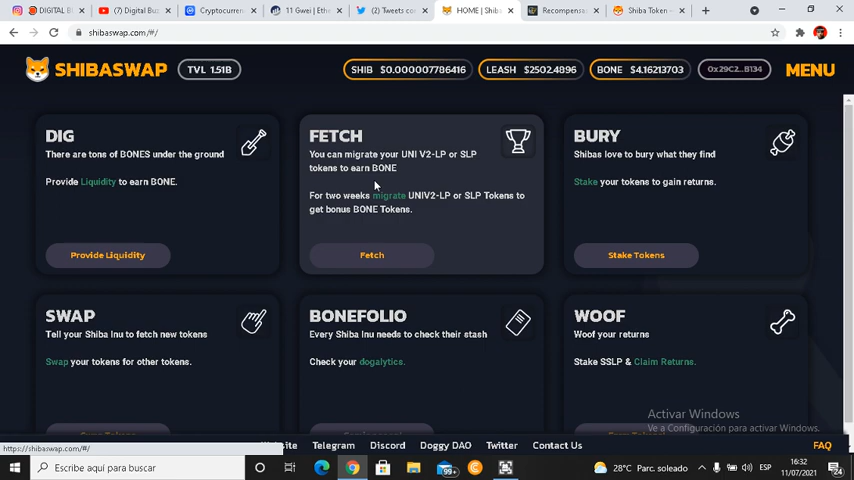 DIGITAL B
Digital Bu
Cryptocurren
11 Gwei | Eth
(2) Tweets co
HOME | Shib
Recompensa
Shiba Token
shibaswap.com/#/
SHIBASWAP
TVL 1.51B
SHIB $0.000007786416
LEASH $2502.4896
BONE $4.16213703
0x29C2...B134
MENU
DIG
There are tons of BONES under the ground
Provide Liquidity to earn BONE.
Provide Liquidity
FETCH
You can migrate your UNI V2-LP or SLP
tokens to earn BONE
For two weeks migrate UNIV2-LP or SLP Tokens to
get bonus BONE Tokens.
Fetch
BURY
Shibas love to bury what they find
Stake your tokens to gain returns.
Stake Tokens
SWAP
Tell your Shiba Inu to fetch new tokens
Swap your tokens for other tokens.
BONEFOLIO
Every Shiba Inu needs to check their stash
Check your dogalytics.
WOOF
Woof your returns
Stake SSLP & Claim Returns.
Activar Windows
Ve a Configuración para activar Windows.
https://shibaswap.com/#/
Telegram
Discord
Doggy DAO
Twitter
Contact Us
FAQ
Escribe aquí para buscar
99+
28°C Parc. soleado
ESP
16:32
11/07/2021
24